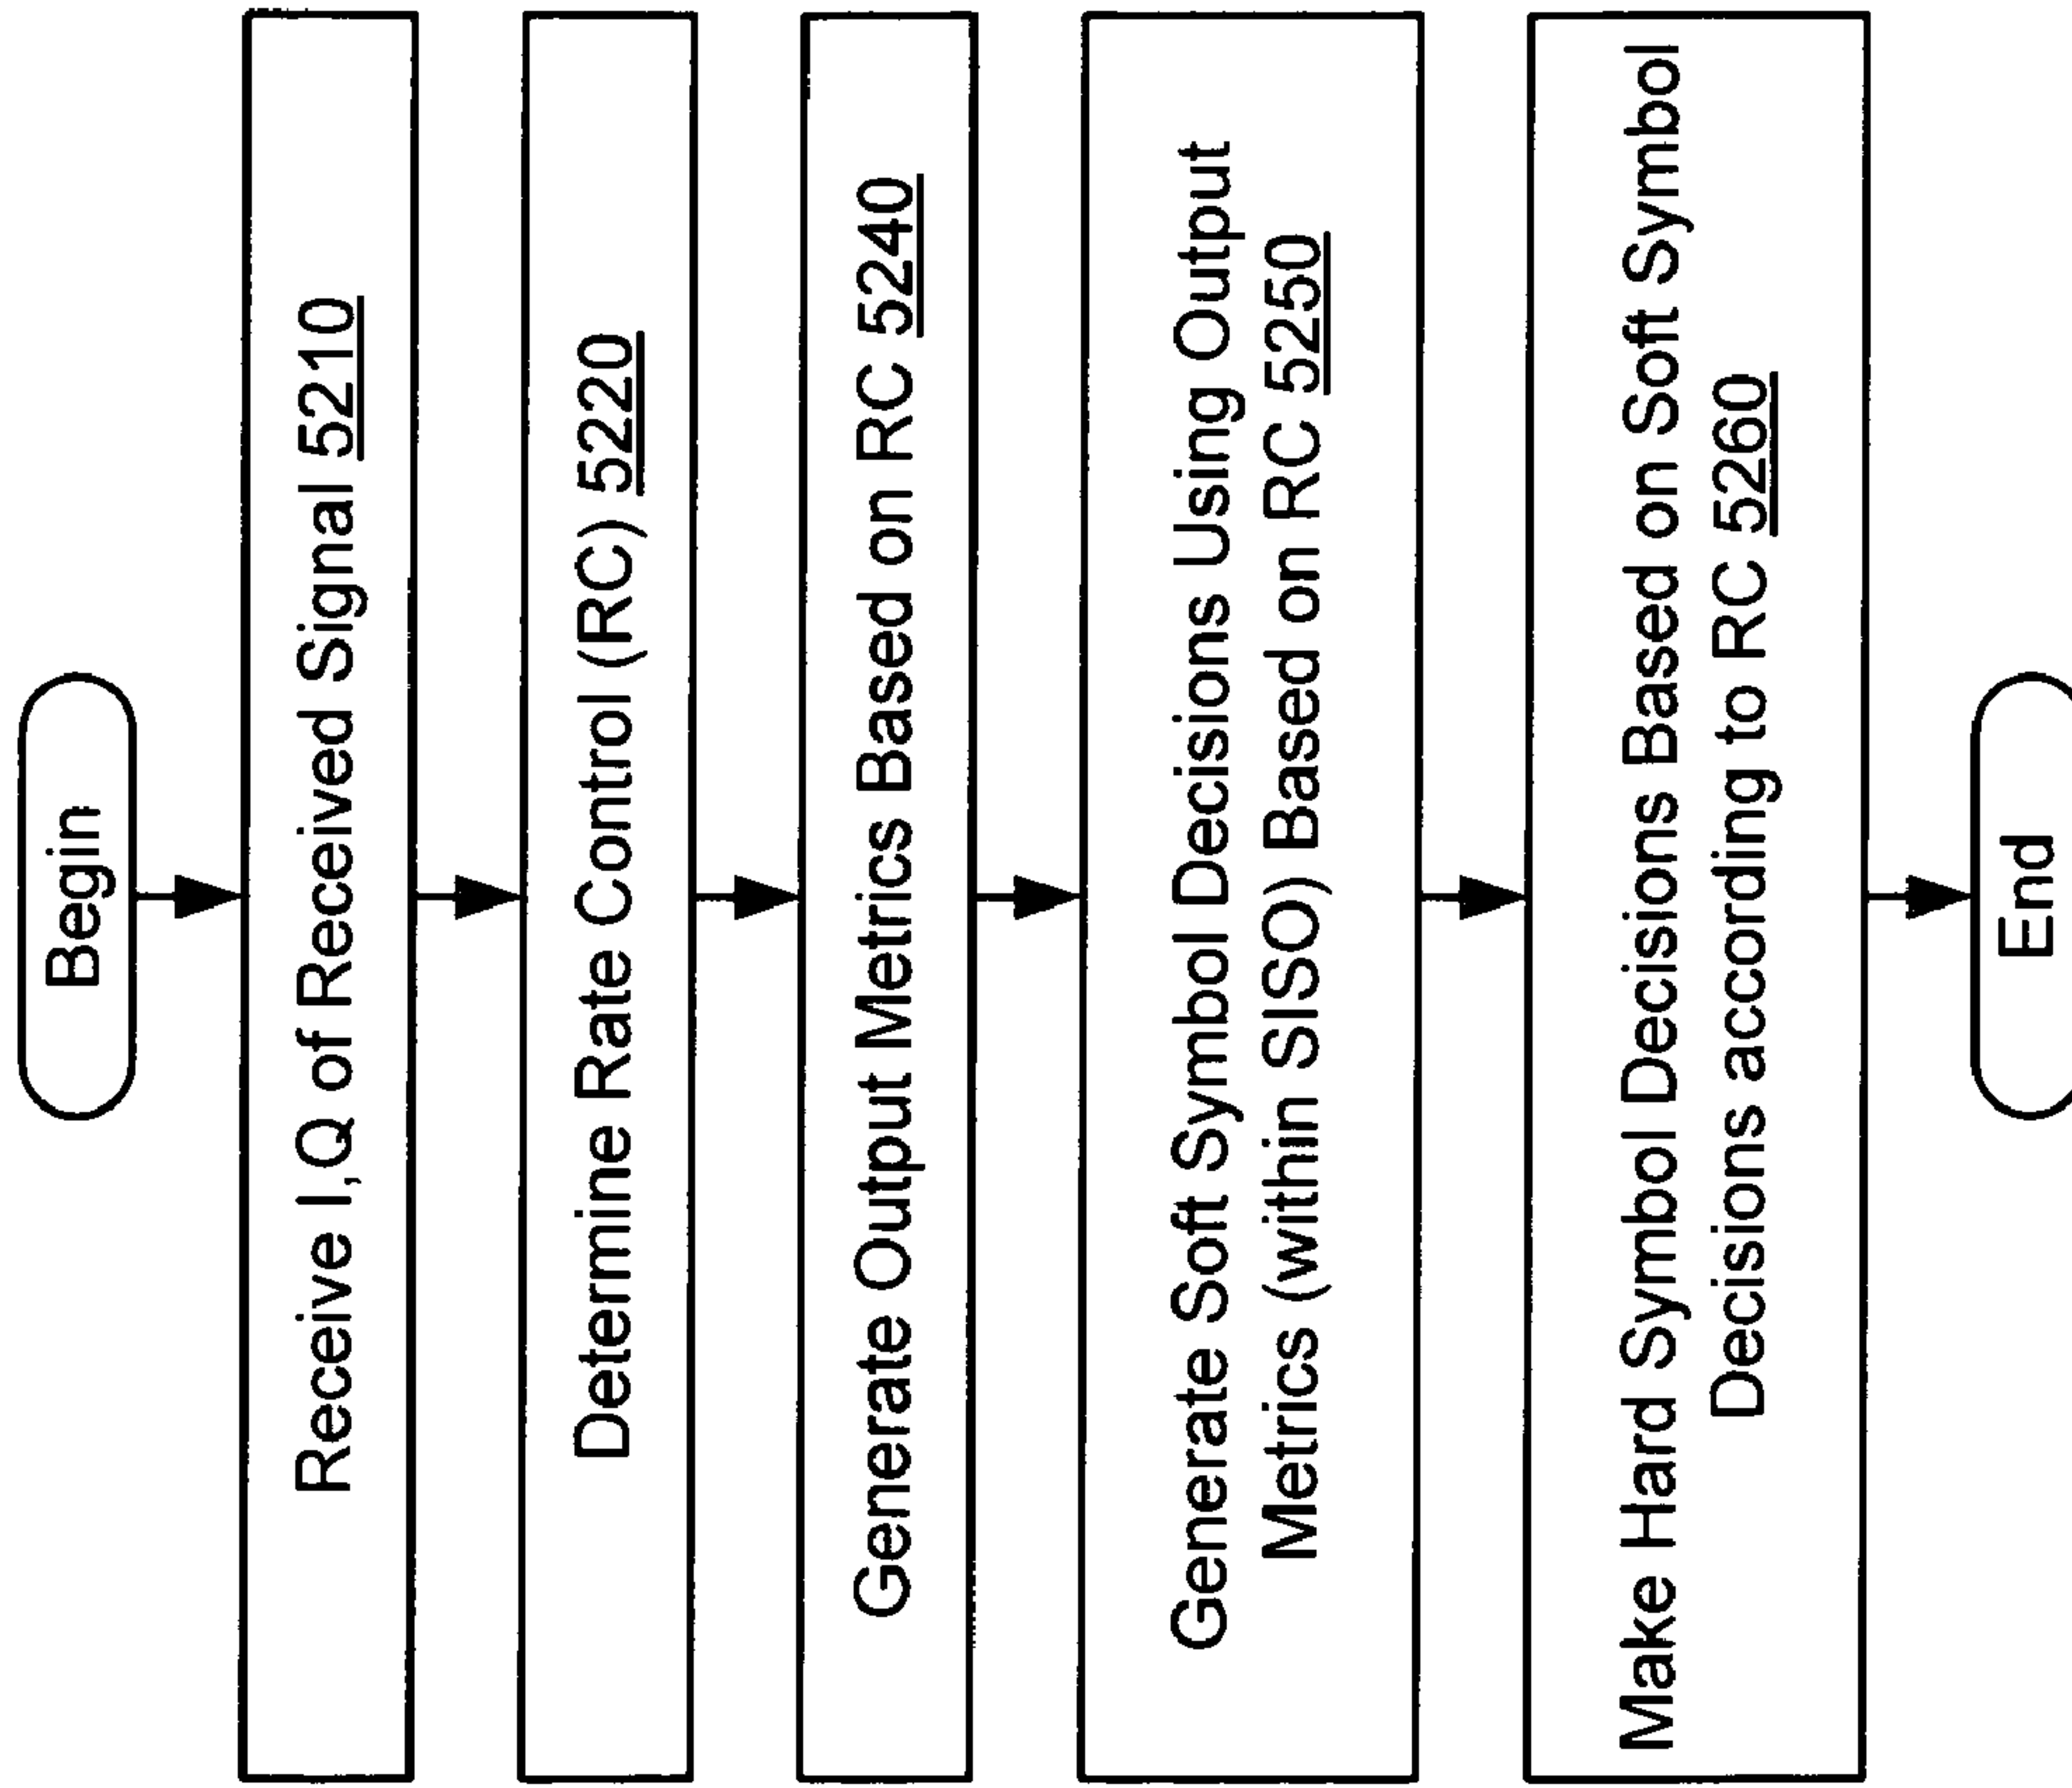 Begin
Receive I,Q of Received Signal 5210
Determine Rate Control (RC) 5220
Generate Output Metrics Based on RC 5240
Generate Soft Symbol Decisions Using Output
Metrics (within SISO) Based on RC 5250
Make Hard Symbol Decisions Based on Soft Symbol
Decisions according to RC 5260
End